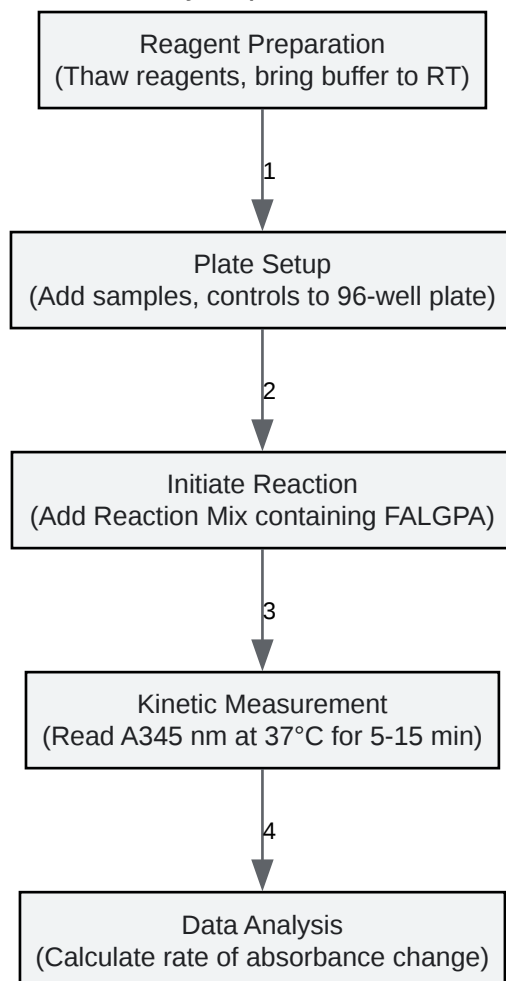 Reagent Preparation
(Thaw reagents, bring buffer to RT)
1
Plate Setup
(Add samples, controls to 96-well plate)
2
Initiate Reaction
(Add Reaction Mix containing FALGPA)
3
Kinetic Measurement
(Read A345 nm at 37°C for 5-15 min)
4
Data Analysis
(Calculate rate of absorbance change)